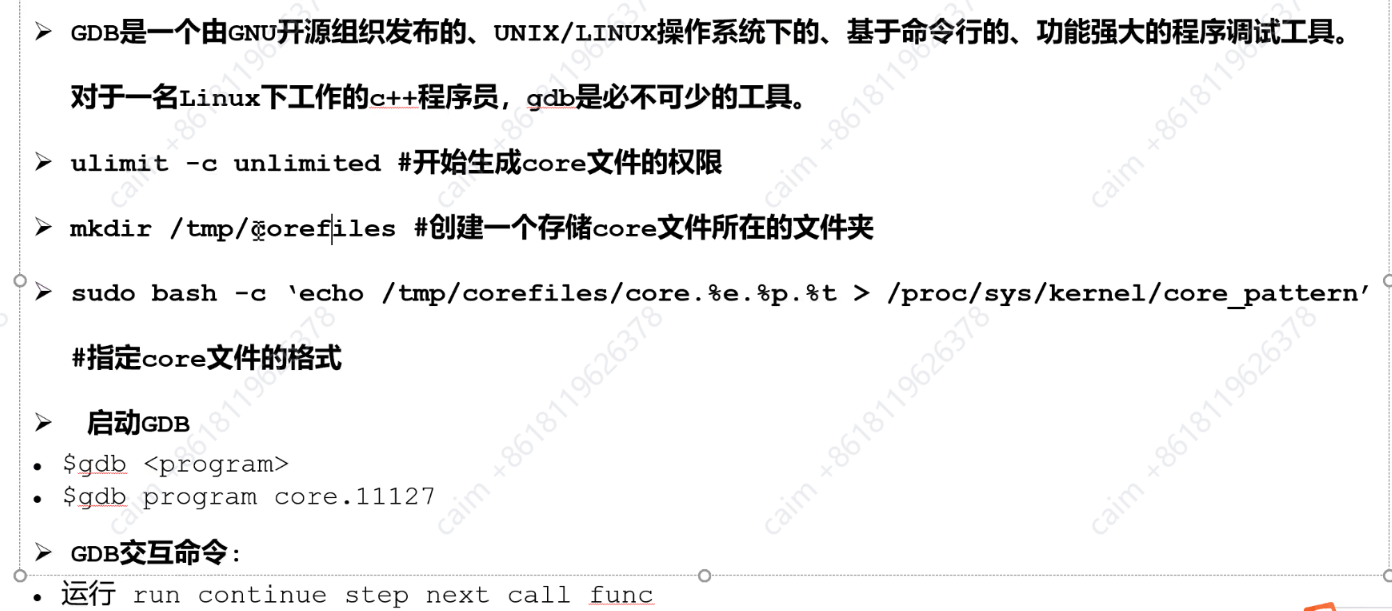 ➢ GDB是一个由GNU开源组织发布的、UNIX/LINUX操作系统下的、基于命令行的、功能强大的程序调试工具。
对于一名Linux下工作的c++程序员，gdb是必不可少的工具。
➢ ulimit -c unlimited #开始生成core文件的权限
➢ mkdir /tmp/corefiles #创建一个存储core文件所在的文件夹
➢ sudo bash -c ‘echo /tmp/corefiles/core.%e.%p.%t > /proc/sys/kernel/core_pattern’
#指定core文件的格式
➢ 启动GDB
• $gdb <program>
• $gdb program core.11127
➢ GDB交互命令:
• 运行 run continue step next call func
caim +8618119626378